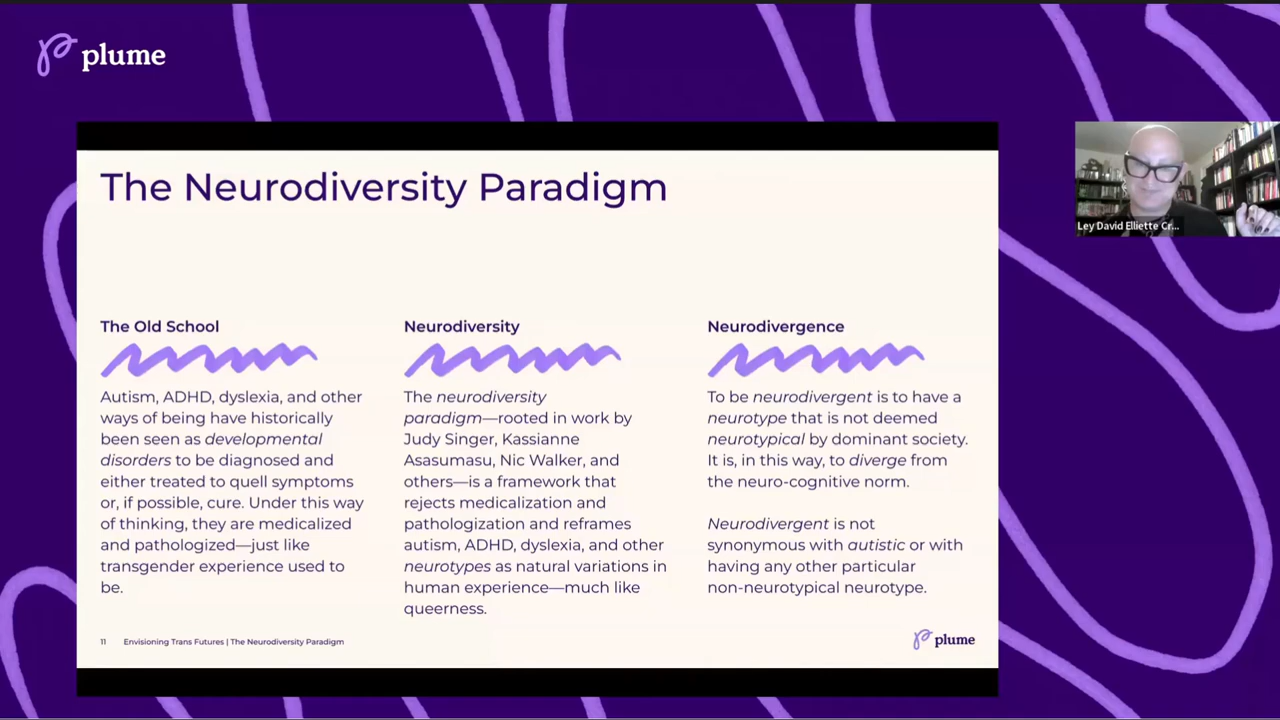 plume
The Neurodiversity Paradigm
The Old School
Autism, ADHD, dyslexia, and other
ways of being have historically
been seen as developmental
disorders to be diagnosed and
either treated to quell symptoms
or, if possible, cure. Under this way
of thinking, they are medicalized
and pathologized—just like
transgender experience used to
be.
Neurodiversity
The neurodiversity
paradigm—rooted in work by
Judy Singer, Kassianne
Asasumasu, Nic Walker, and
others—is a framework that
rejects medicalization and
pathologization and reframes
autism, ADHD, dyslexia, and other
neurotypes as natural variations in
human experience—much like
queerness.
Neurodivergence
To be neurodivergent is to have a
neurotype that is not deemed
neurotypical by dominant society.
It is, in this way, to diverge from
the neuro-cognitive norm.
Neurodivergent is not
synonymous with autistic or with
having any other particular
non-neurotypical neurotype.
11 Envisioning Trans Futures | The Neurodiversity Paradigm
plume
Ley David Elliette Cr...